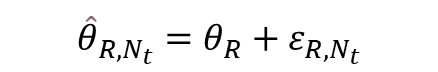 θ̂_{R,N_t} = θ_R + ε_{R,N_t}